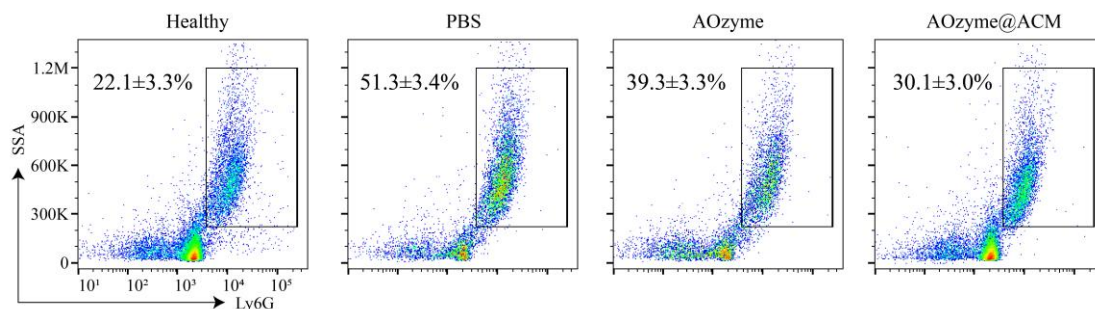 Healthy
PBS
AOzyme
AOzyme@ACM
1.2M
900K
600K
300K
0
SSA
22.1±3.3%
51.3±3.4%
39.3±3.3%
30.1±3.0%
10¹ 10² 10³ 10⁴ 10⁵
Ly6G